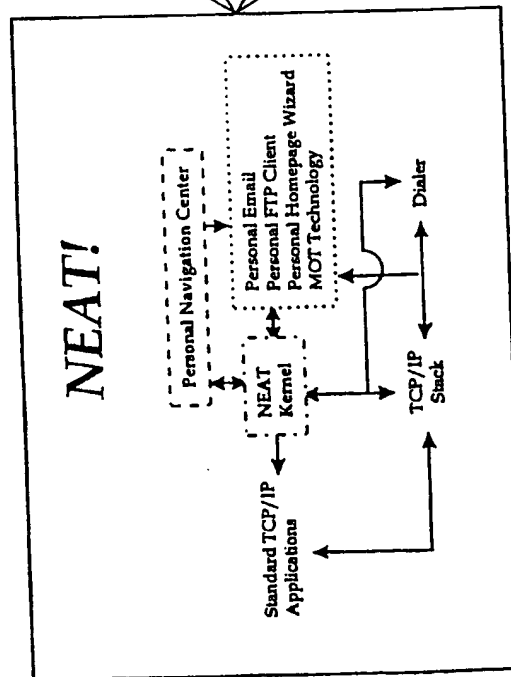 NEAT!
Personal Navigation Center
Personal Email
Personal FTP Client
Personal Homepage Wizard
MOT Technology
NEAT
Kernel
Standard TCP/IP
Applications
TCP/IP
Stack
Dialer